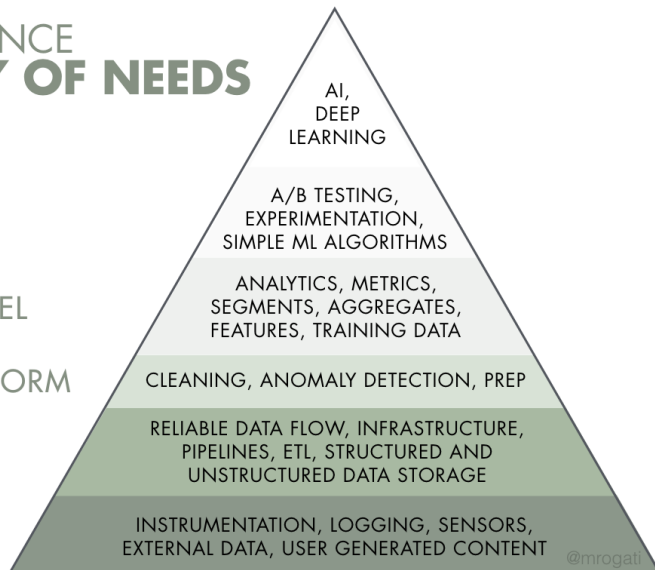 NCE
OF NEEDS
AI,
DEEP
LEARNING
A/B TESTING,
EXPERIMENTATION,
SIMPLE ML ALGORITHMS
ANALYTICS, METRICS,
SEGMENTS, AGGREGATES,
FEATURES, TRAINING DATA
EL
ORM
CLEANING, ANOMALY DETECTION, PREP
RELIABLE DATA FLOW, INFRASTRUCTURE,
PIPELINES, ETL, STRUCTURED AND
UNSTRUCTURED DATA STORAGE
INSTRUMENTATION, LOGGING, SENSORS,
EXTERNAL DATA, USER GENERATED CONTENT
@mrogati